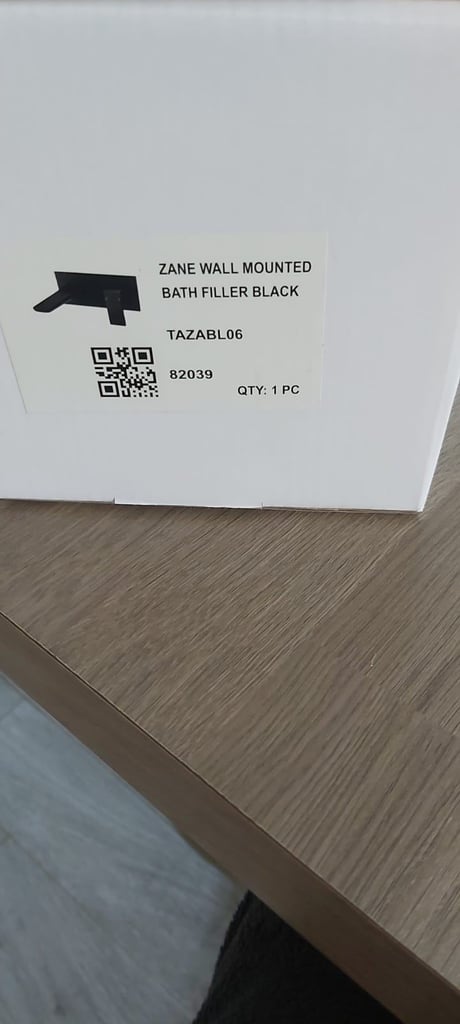 ZANE WALL MOUNTED
BATH FILLER BLACK
TAZABL06
82039
QTY: 1 PC